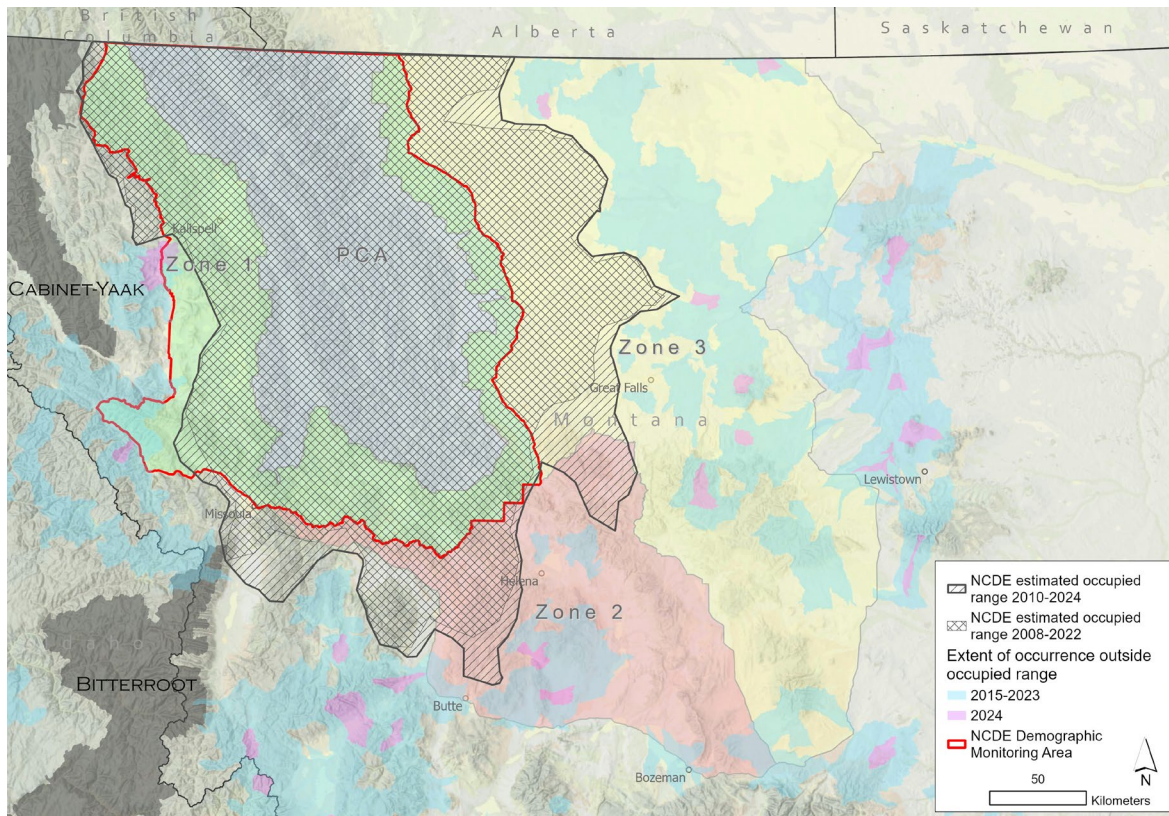 British
Columbia
Alberta
Saskatchewan
Kalispell
Zone 1
PCA
CABINET-YAAK
Zone 3
Great Falls
Montana
Lewistown
Missoula
Helena
Zone 2
BITTERROOT
Butte
Bozeman
NCDE estimated occupied
range 2010-2024
NCDE estimated occupied
range 2008-2022
Extent of occurrence outside
occupied range
2015-2023
2024
NCDE Demographic
Monitoring Area
50
Kilometers
N